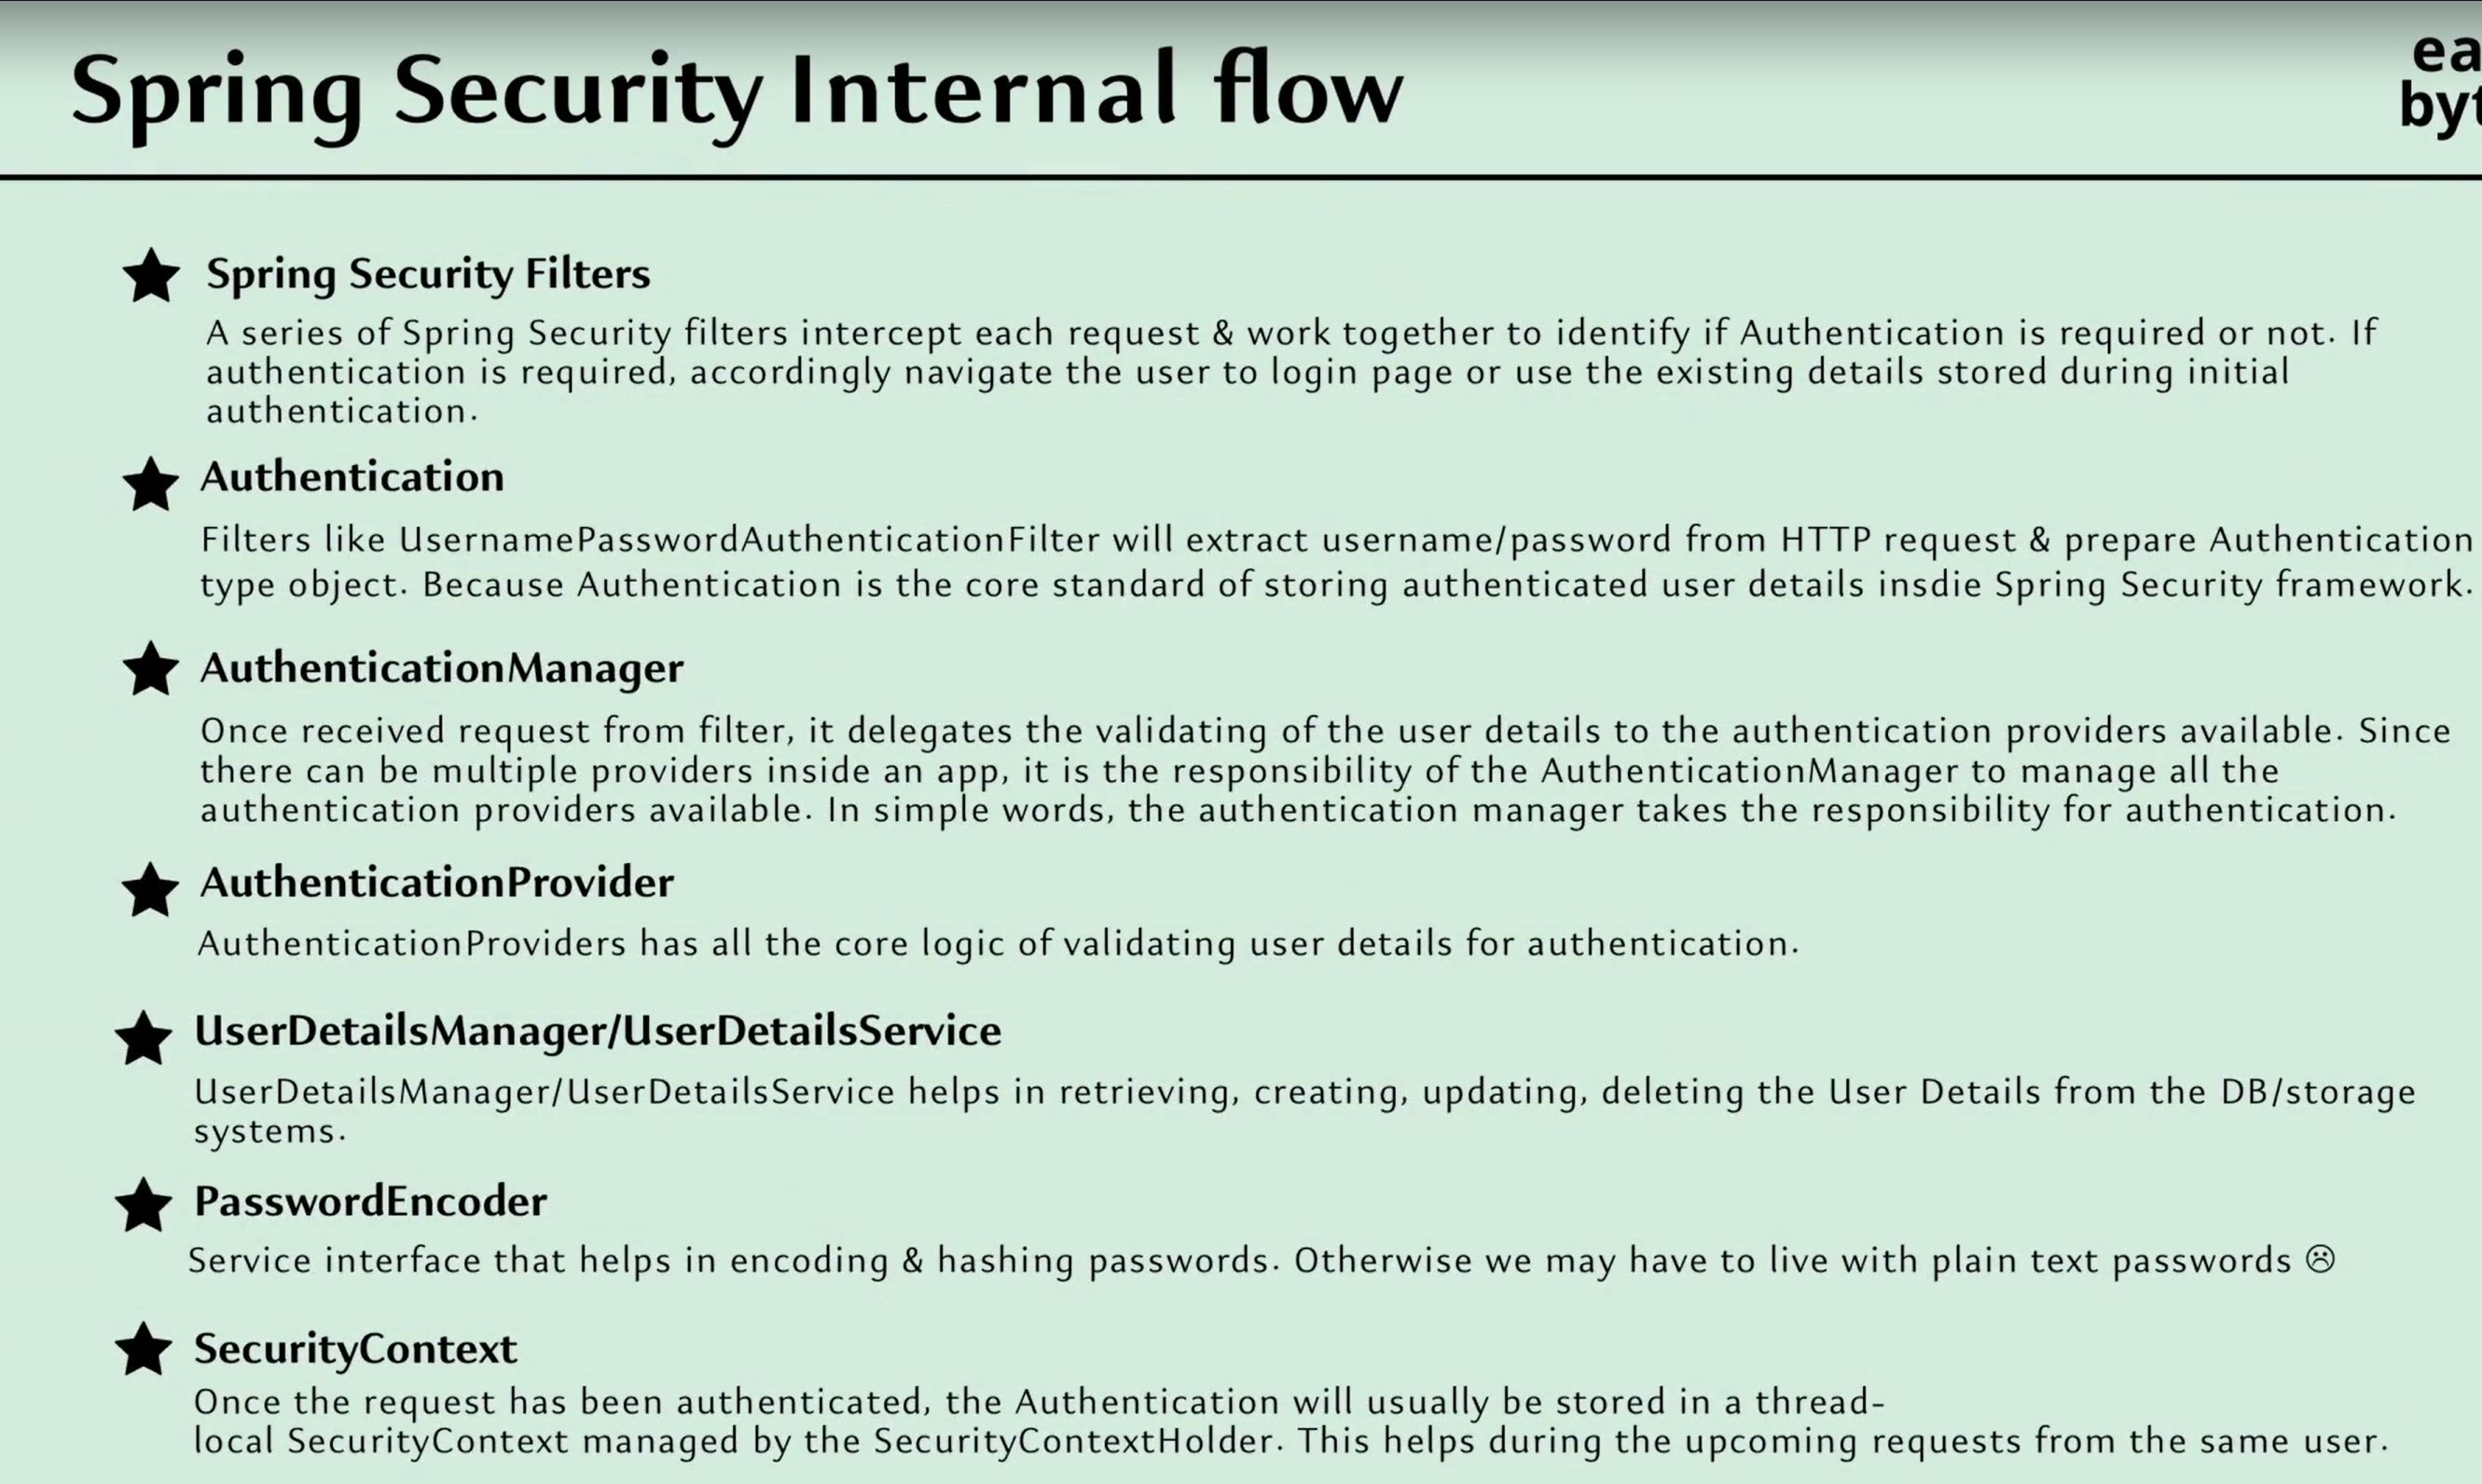 Spring Security Internal flow
ea
byt
Spring Security Filters
A series of Spring Security filters intercept each request & work together to identify if Authentication is required or not. If
authentication is required, accordingly navigate the user to login page or use the existing details stored during initial
authentication.
Authentication
Filters like UsernamePasswordAuthenticationFilter will extract username/password from HTTP request & prepare Authentication
type object. Because Authentication is the core standard of storing authenticated user details insdie Spring Security framework.
AuthenticationManager
Once received request from filter, it delegates the validating of the user details to the authentication providers available. Since
there can be multiple providers inside an app, it is the responsibility of the AuthenticationManager to manage all the
authentication providers available. In simple words, the authentication manager takes the responsibility for authentication.
AuthenticationProvider
AuthenticationProviders has all the core logic of validating user details for authentication.
UserDetailsManager/UserDetailsService
UserDetailsManager/UserDetailsService helps in retrieving, creating, updating, deleting the User Details from the DB/storage
systems.
PasswordEncoder
Service interface that helps in encoding & hashing passwords. Otherwise we may have to live with plain text passwords ☹
SecurityContext
Once the request has been authenticated, the Authentication will usually be stored in a thread-
local SecurityContext managed by the SecurityContextHolder. This helps during the upcoming requests from the same user.